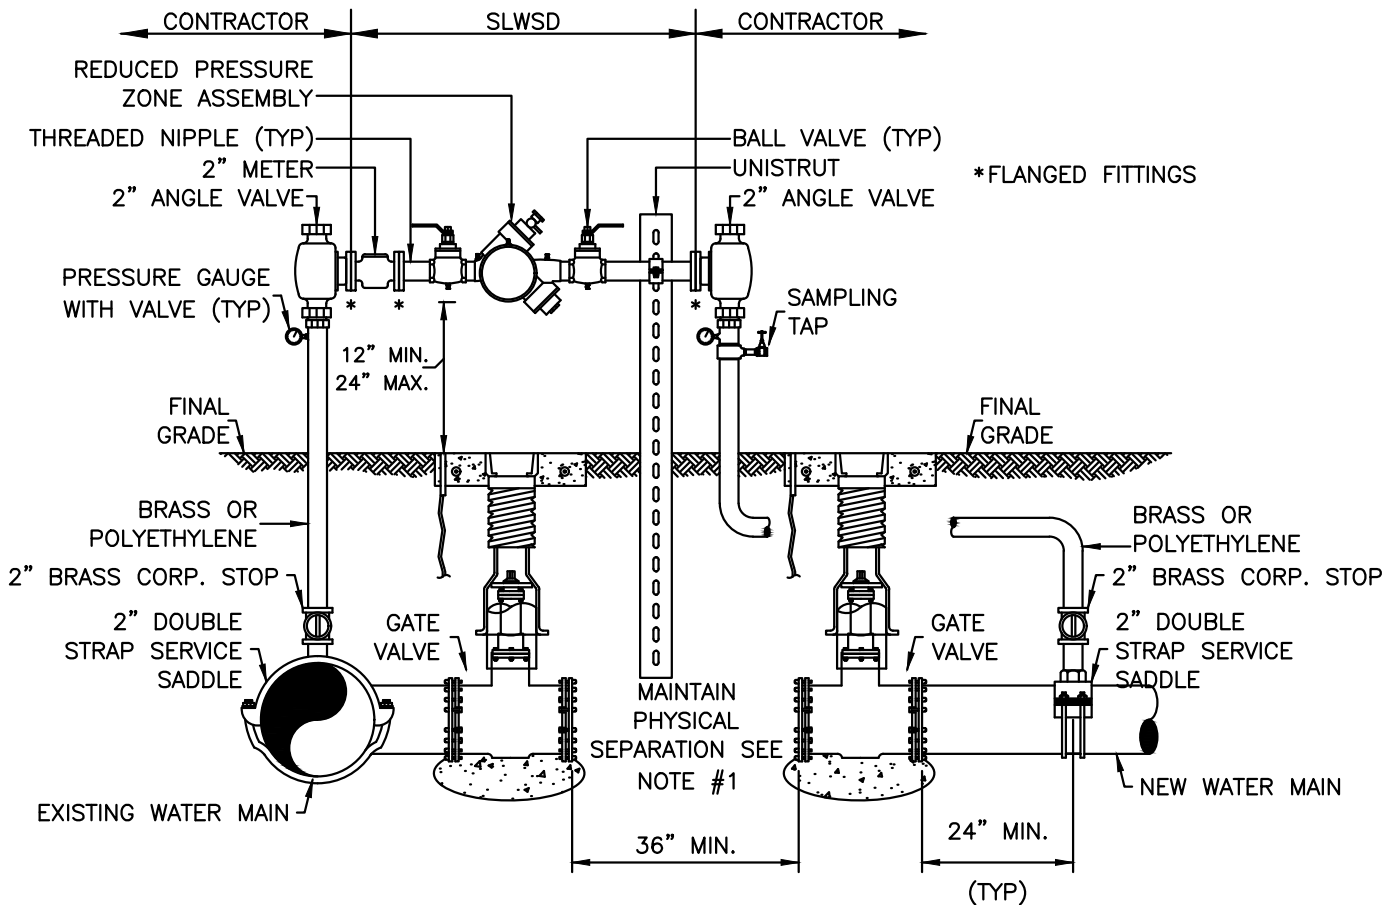 CONTRACTOR
SLWSD
CONTRACTOR
REDUCED PRESSURE
ZONE ASSEMBLY
THREADED NIPPLE (TYP)
2” METER
2” ANGLE VALVE
BALL VALVE (TYP)
UNISTRUT
2” ANGLE VALVE
*FLANGED FITTINGS
PRESSURE GAUGE
WITH VALVE (TYP)
*
*
*
SAMPLING
TAP
12” MIN.
24” MAX.
FINAL
GRADE
FINAL
GRADE
BRASS OR
POLYETHYLENE
BRASS OR
POLYETHYLENE
2” BRASS CORP. STOP
2” BRASS CORP. STOP
2” DOUBLE
STRAP SERVICE
SADDLE
GATE
VALVE
GATE
VALVE
2” DOUBLE
STRAP SERVICE
SADDLE
MAINTAIN
PHYSICAL
SEPARATION SEE
NOTE #1
EXISTING WATER MAIN
NEW WATER MAIN
36” MIN.
24” MIN.
(TYP)